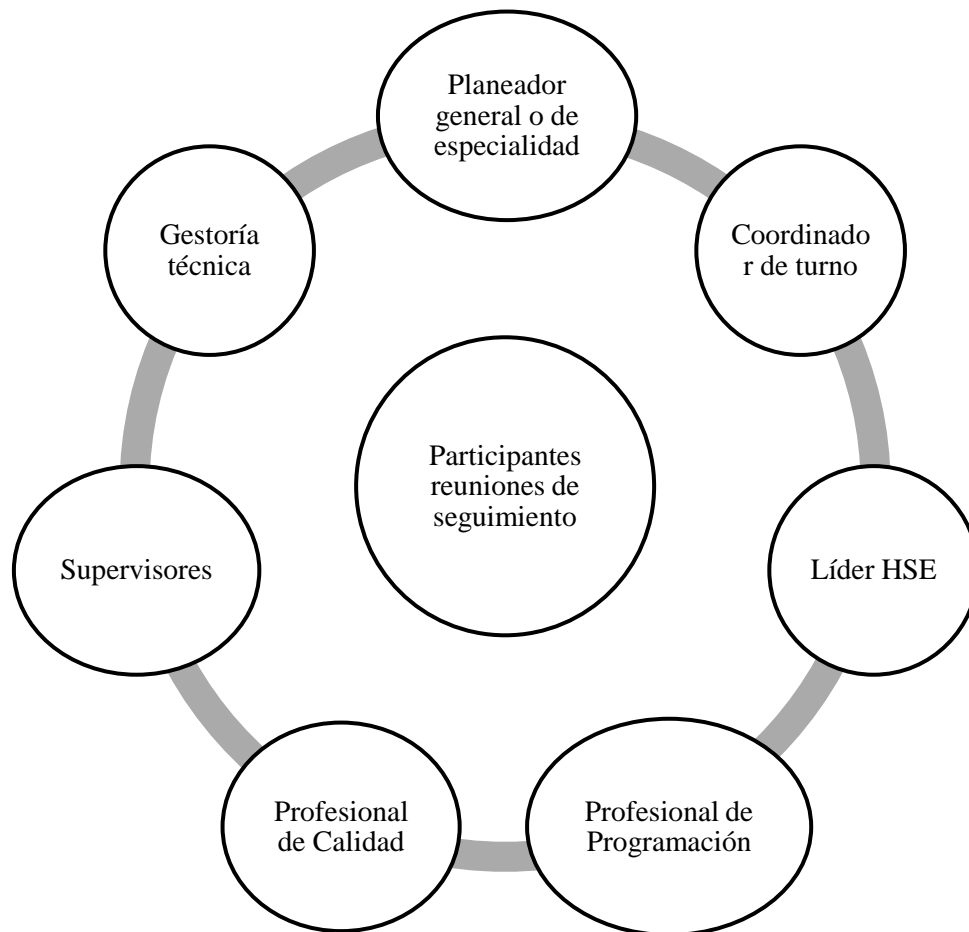 Planeador
general o de
especialidad
Coordinado
r de turno
Líder HSE
Profesional de
Programación
Profesional
de Calidad
Supervisores
Gestoría
técnica
Participantes
reuniones de
seguimiento